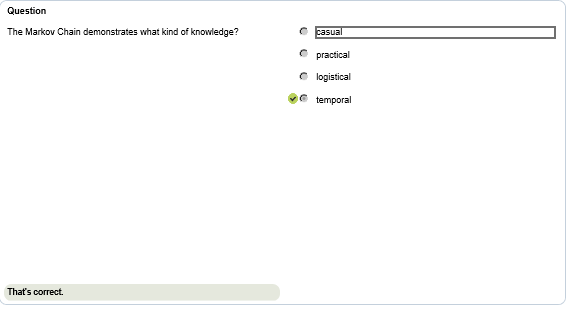 Question
The Markov Chain demonstrates what kind of knowledge?
casual
practical
logistical
temporal
That's correct.